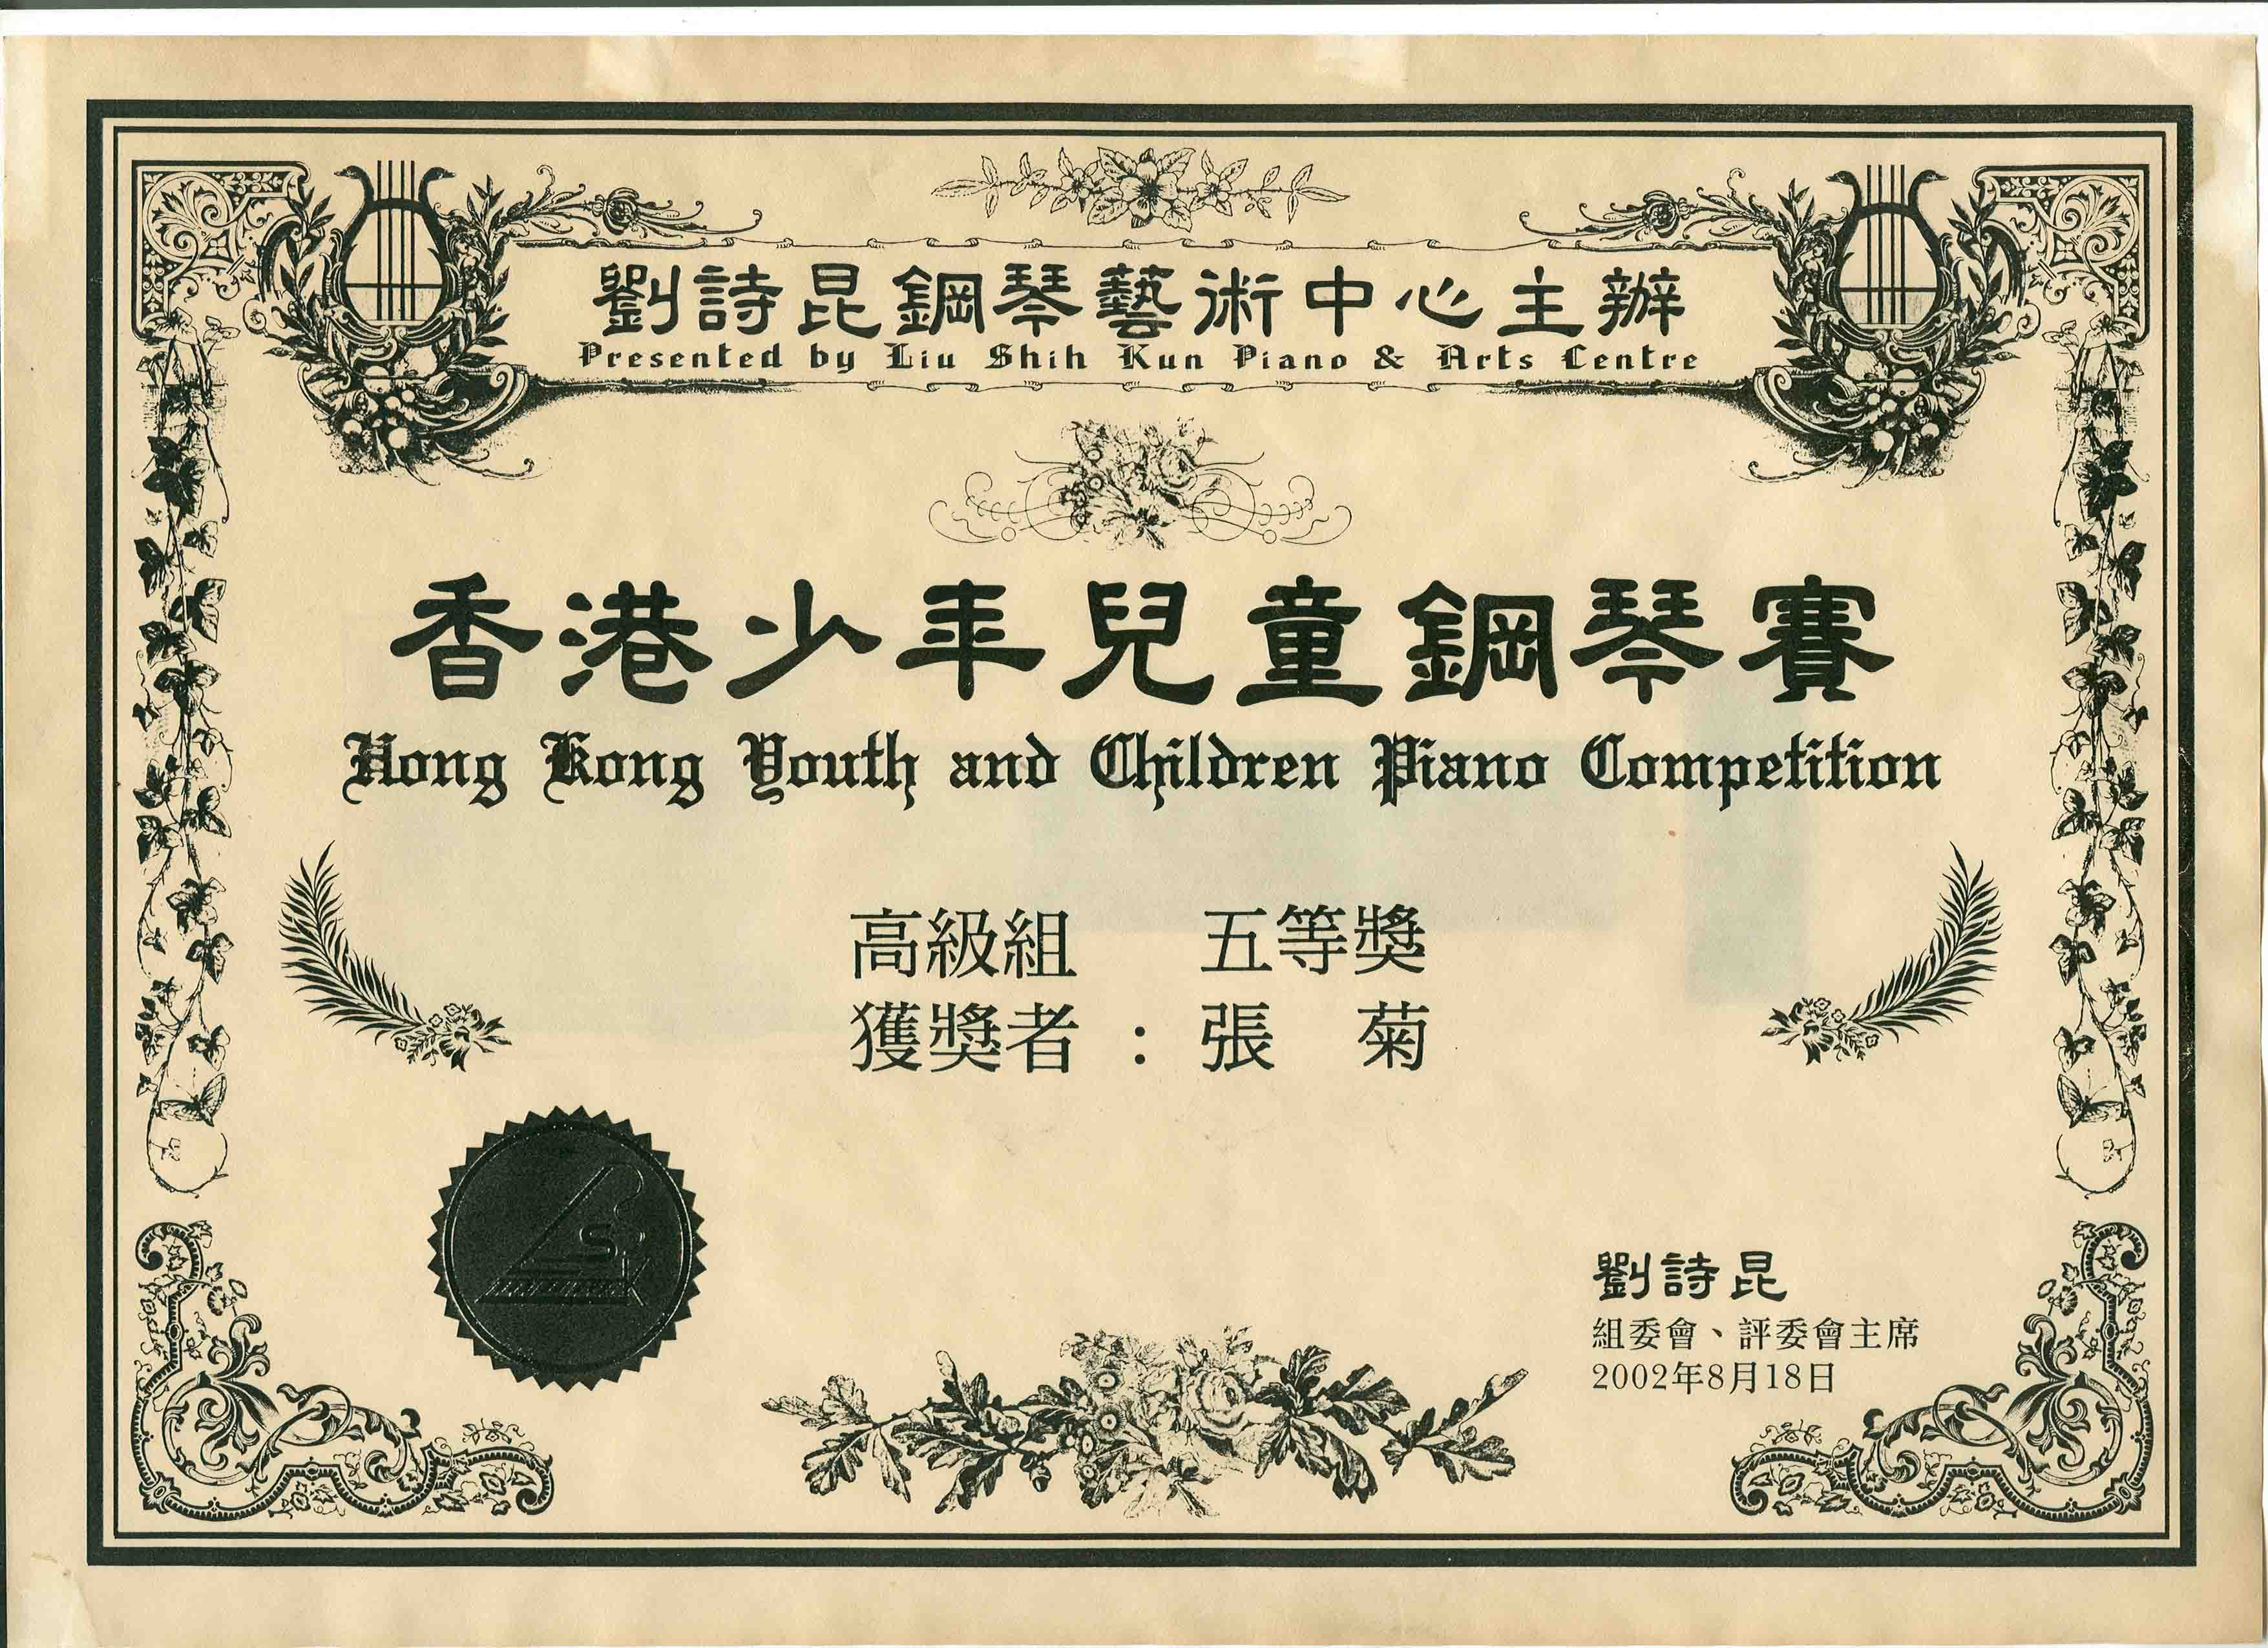 劉詩昆鋼琴藝術中心主辦
Presented by Liu Shih Kun Piano & Arts Centre
香港少年兒童鋼琴賽
Hong Kong Youth and Children Piano Competition
高級組 五等獎
獲獎者:張 菊
LSK
劉詩昆
組委會、評委會主席
2002年8月18日